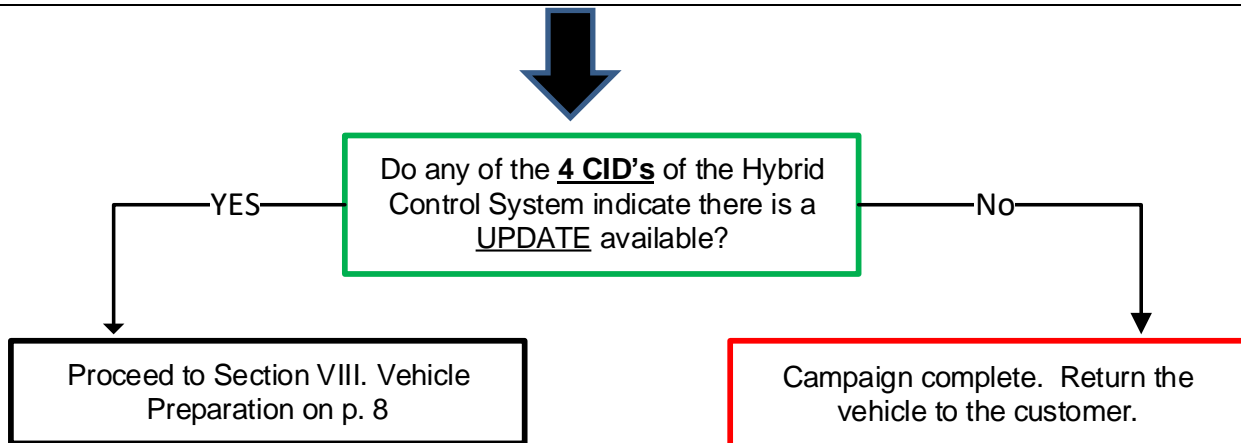 Do any of the 4 CID's of the Hybrid
Control System indicate there is a
UPDATE available?
YES
No
Proceed to Section VIII. Vehicle
Preparation on p. 8
Campaign complete.  Return the
vehicle to the customer.